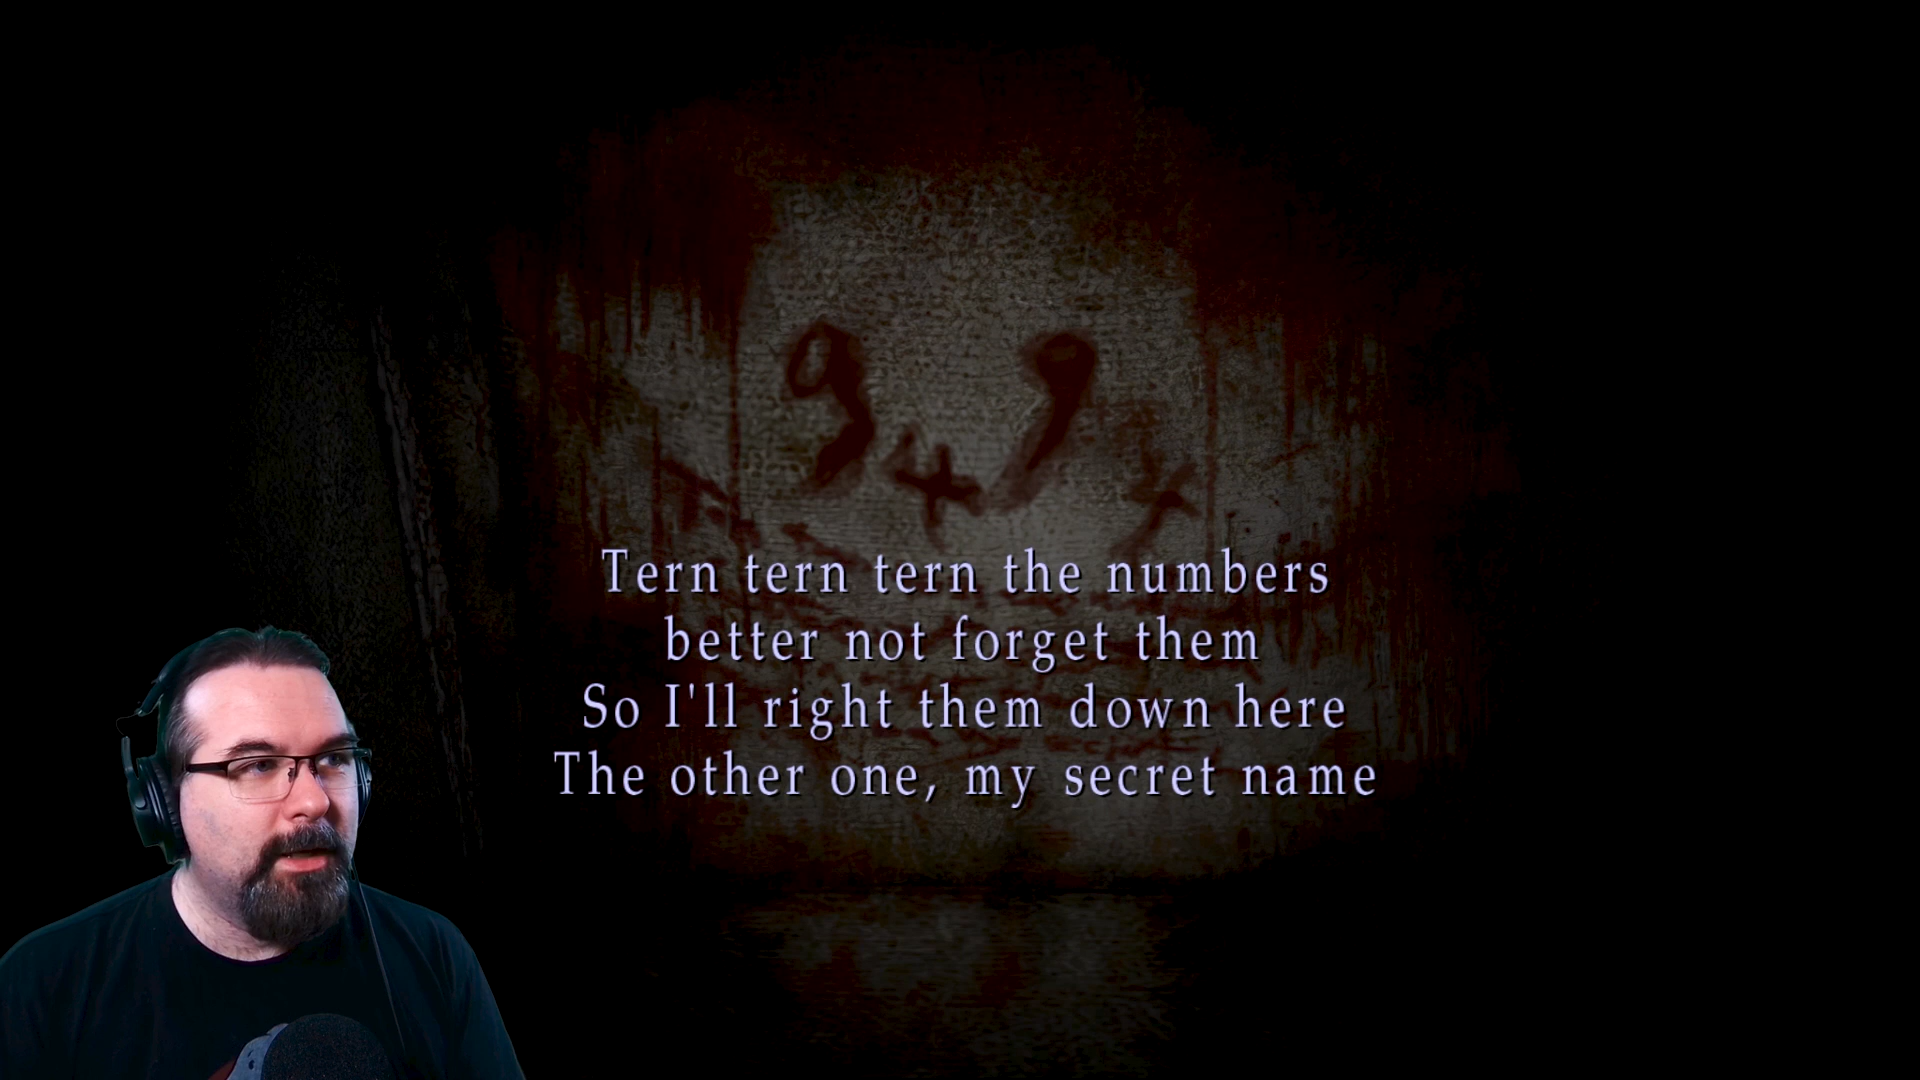 Tern tern tern the numbers
better not forget them
So I'll right them down here
The other one, my secret name